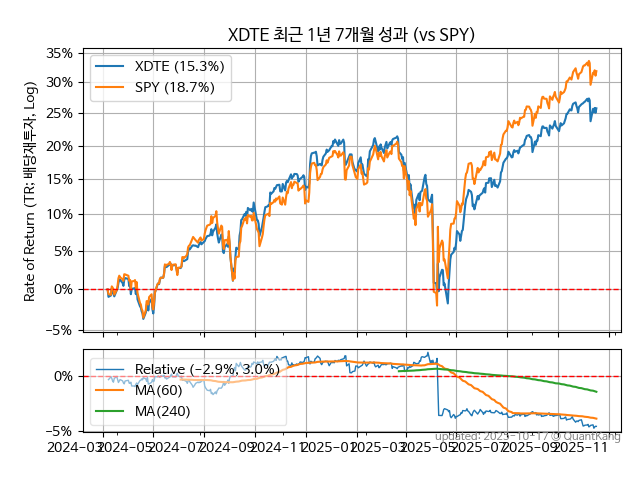 XDTE 최근 1년 7개월 성과 (vs SPY)
Rate of Return (TR: 배당재투자, Log)
35%
30%
25%
20%
15%
10%
5%
0%
−5%
XDTE (15.3%)
SPY (18.7%)
0%
−5%
Relative (−2.9%, 3.0%)
MA(60)
MA(240)
updated: 2025-10-17 @ QuantKang
2024-03 2024-05 2024-07 2024-09 2024-11 2025-01 2025-03 2025-05 2025-07 2025-09 2025-11